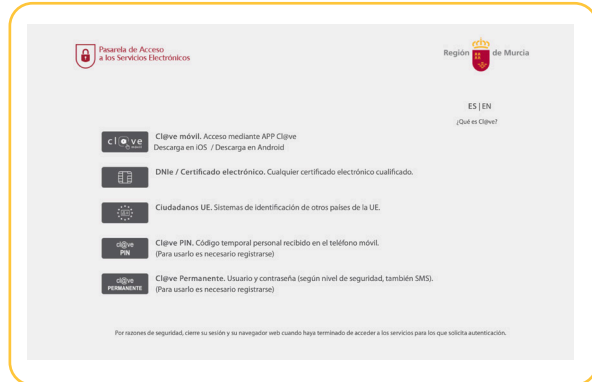 Pasarela de Acceso
a los Servicios Electrónicos
Región de Murcia
ES | EN
¿Qué es Cl@ve?
cl@ve
Cl@ve móvil. Acceso mediante APP Cl@ve
Descarga en iOS / Descarga en Android
DNIe / Certificado electrónico. Cualquier certificado electrónico cualificado.
Ciudadanos UE. Sistemas de identificación de otros países de la UE.
cl@ve
PIN
Cl@ve PIN. Código temporal personal recibido en el teléfono móvil.
(Para usarlo es necesario registrarse)
cl@ve
PERMANENTE
Cl@ve Permanente. Usuario y contraseña (según nivel de seguridad, también SMS).
(Para usarlo es necesario registrarse)
Por razones de seguridad, cierre su sesión y su navegador web cuando haya terminado de acceder a los servicios para los que solicita autenticación.